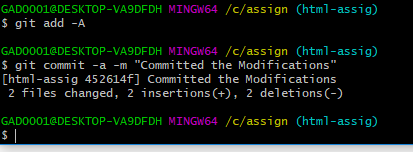 GAD0001@DESKTOP-VA9DFDH MINGW64 /c/assign (html-assig)
$ git add -A
GAD0001@DESKTOP-VA9DFDH MINGW64 /c/assign (html-assig)
$ git commit -a -m "Committed the Modifications"
[html-assig 452614f] Committed the Modifications
 2 files changed, 2 insertions(+), 2 deletions(-)
GAD0001@DESKTOP-VA9DFDH MINGW64 /c/assign (html-assig)
$